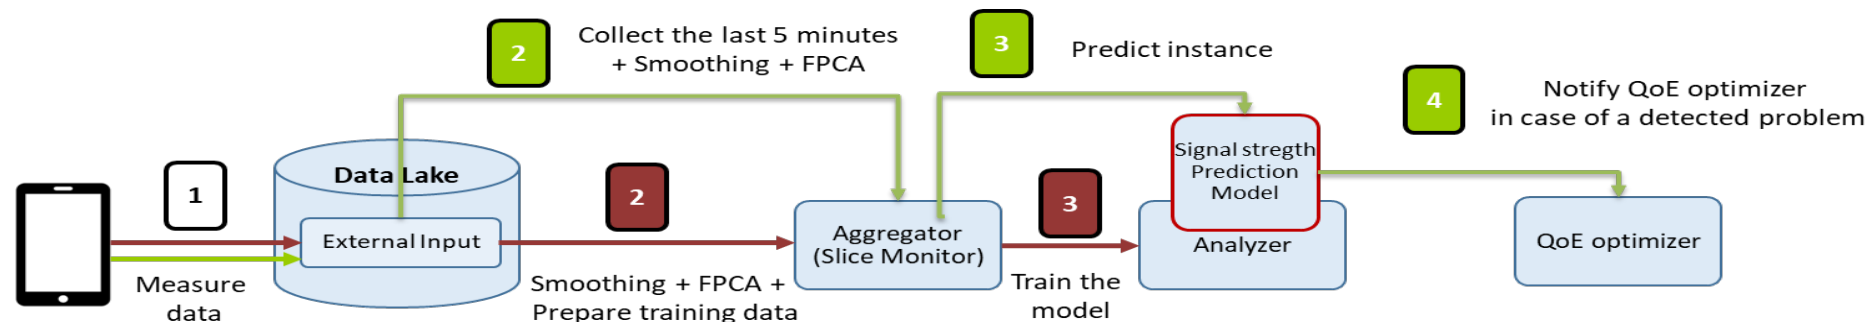 2
Collect the last 5 minutes
+ Smoothing + FPCA
3
Predict instance
4
Notify QoE optimizer
in case of a detected problem
1
Measure
data
Data Lake
External Input
2
Smoothing + FPCA +
Prepare training data
Aggregator
(Slice Monitor)
3
Train the
model
Signal stregth
Prediction
Model
Analyzer
QoE optimizer